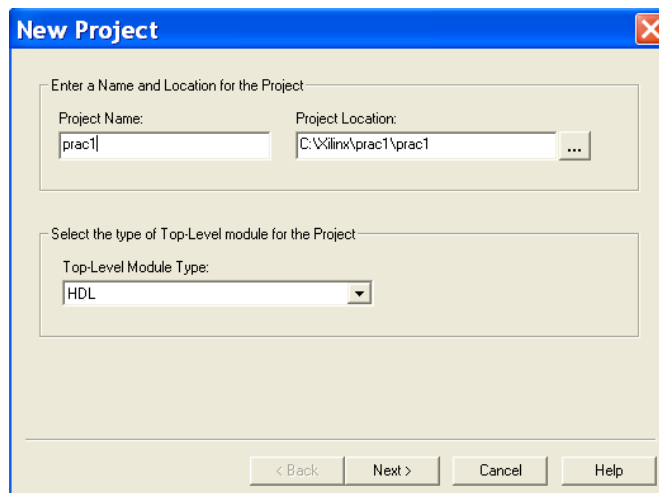 New Project
Enter a Name and Location for the Project
Project Name: Project Location:
prac1 C:\Xilinx\prac1\prac1 ...
Select the type of Top-Level module for the Project
Top-Level Module Type:
HDL
< Back Next > Cancel Help